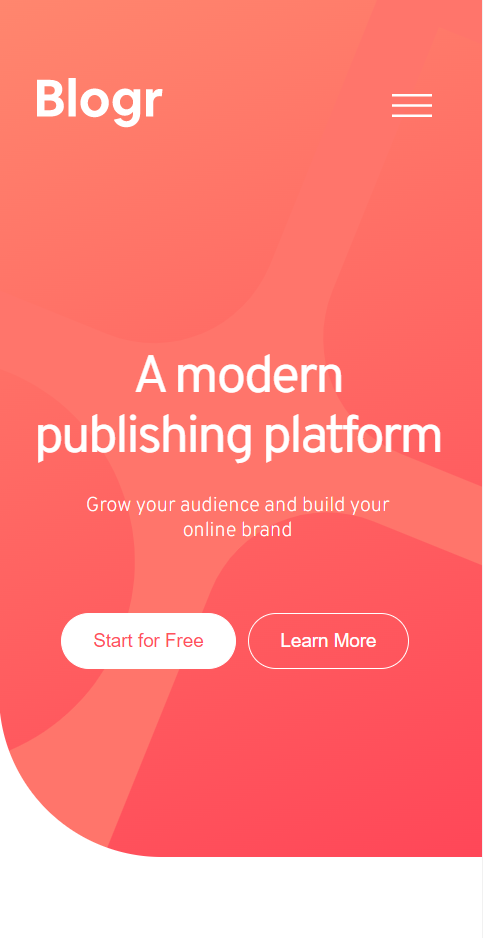 Blogr
A modern
publishing platform
Grow your audience and build your
online brand
Start for Free
Learn More